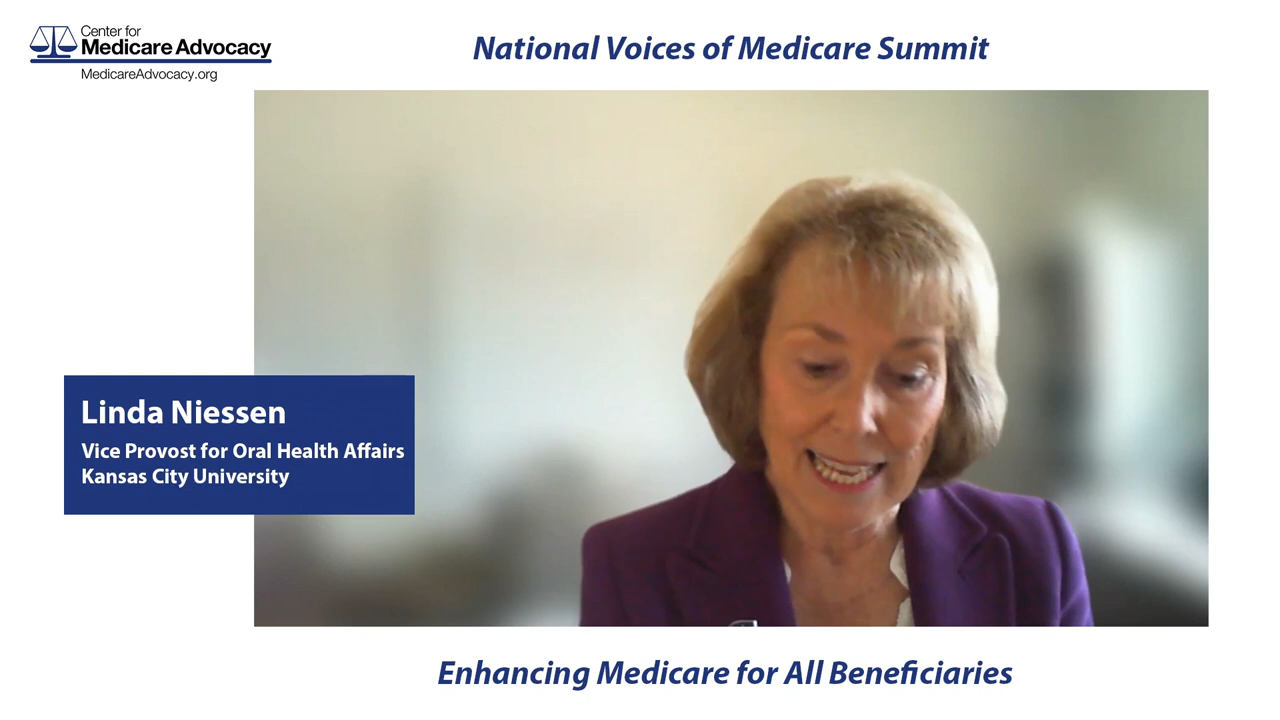 Center for
Medicare Advocacy
MedicareAdvocacy.org
National Voices of Medicare Summit
Linda Niessen
Vice Provost for Oral Health Affairs
Kansas City University
Enhancing Medicare for All Beneficiaries